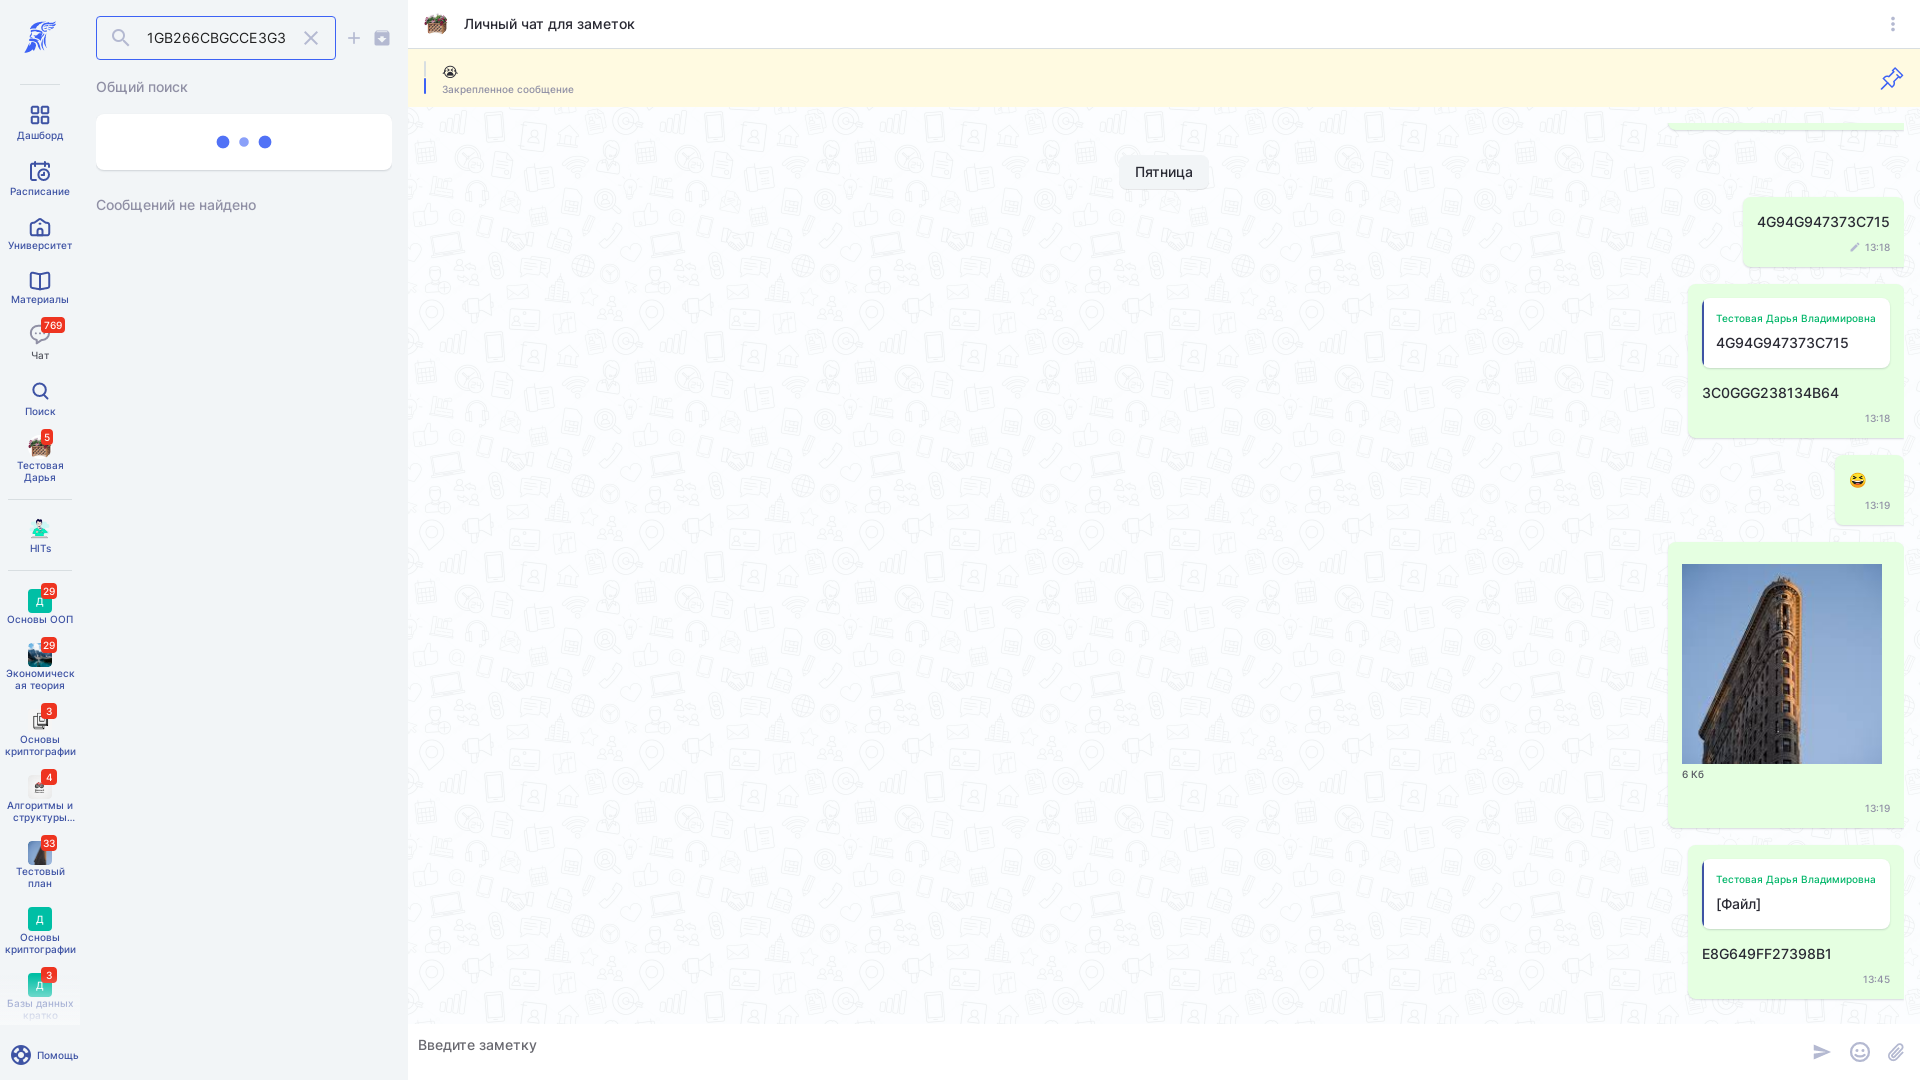 1GB266CBGCCE3G3
Общий поиск
Сообщений не найдено
Дашборд
Расписание
Университет
Материалы
769
Чат
Поиск
5
Тестовая
Дарья
HITs
29
Д
Основы ООП
29
Экономическ
ая теория
3
Основы
криптографии
4
Алгоритмы и
структуры...
33
Тестовый
план
Д
Основы
криптографии
3
Д
Базы данных
кратко
Помощь
Личный чат для заметок
😭
Закрепленное сообщение
Пятница
4G94G947373C715
13:18
Тестовая Дарья Владимировна
4G94G947373C715
3C0GGG238134B64
13:18
😆
13:19
6 Кб
13:19
Тестовая Дарья Владимировна
[Файл]
E8G649FF27398B1
13:45
Введите заметку